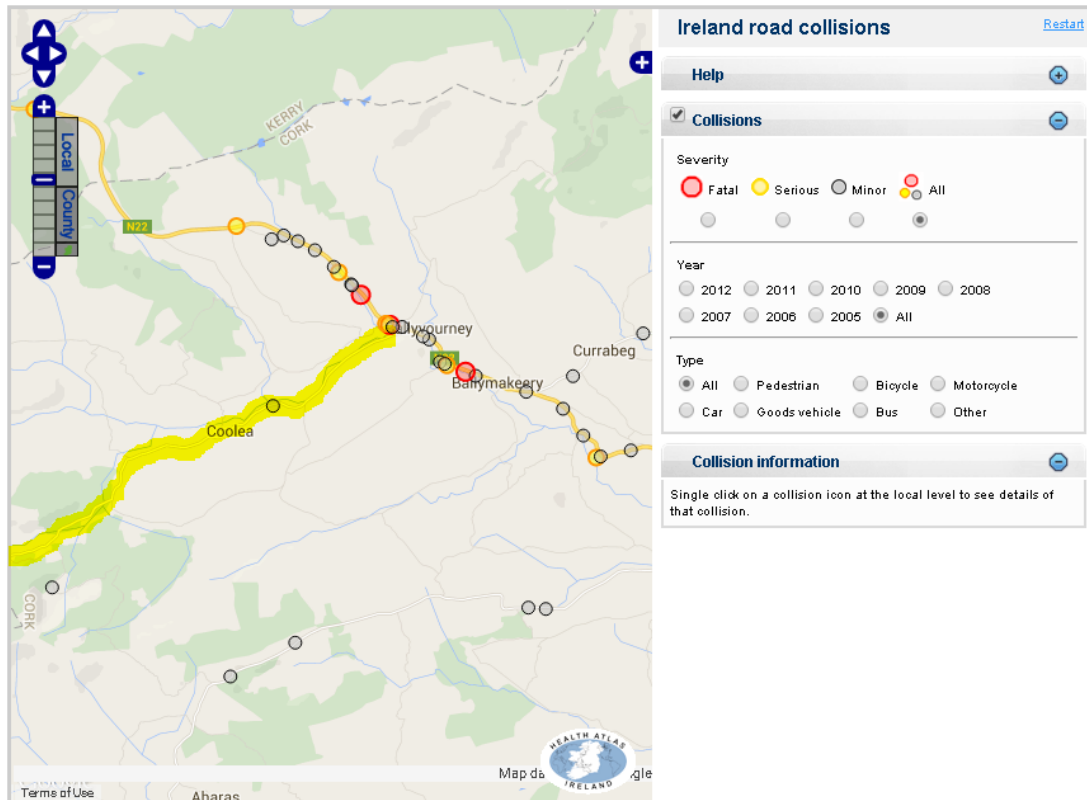 Ireland road collisions
Restart
Help
Collisions
Severity
Fatal
Serious
Minor
All
Year
2012
2011
2010
2009
2008
2007
2006
2005
All
Type
All
Pedestrian
Bicycle
Motorcycle
Car
Goods vehicle
Bus
Other
Collision information
Single click on a collision icon at the local level to see details of
that collision.
Local
County
KERRY
CORK
N22
Currabeg
Ballymakeery
Coolea
CORK
HEALTH ATLAS
IRELAND
Map
Terms of Use